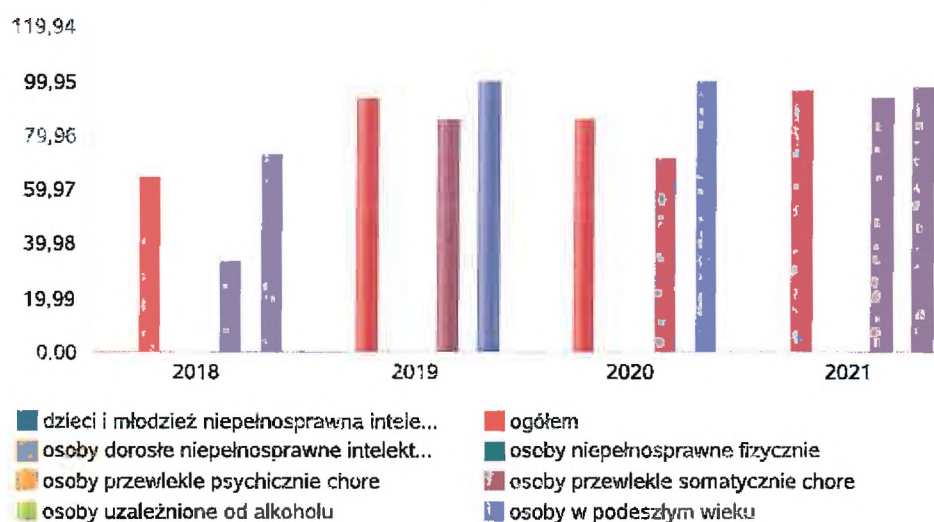 119,94
99,95
79,96
59,97
39,98
19,99
0,00
2018 2019 2020 2021
dzieci i młodzież niepełnosprawna intele... ogółem
osoby dorosłe niepełnosprawne intelekt... osoby niepełnosprawne fizycznie
osoby przewlekle psychicznie chore osoby przewlekle somatycznie chore
osoby uzależnione od alkoholu osoby w podeszłym wieku